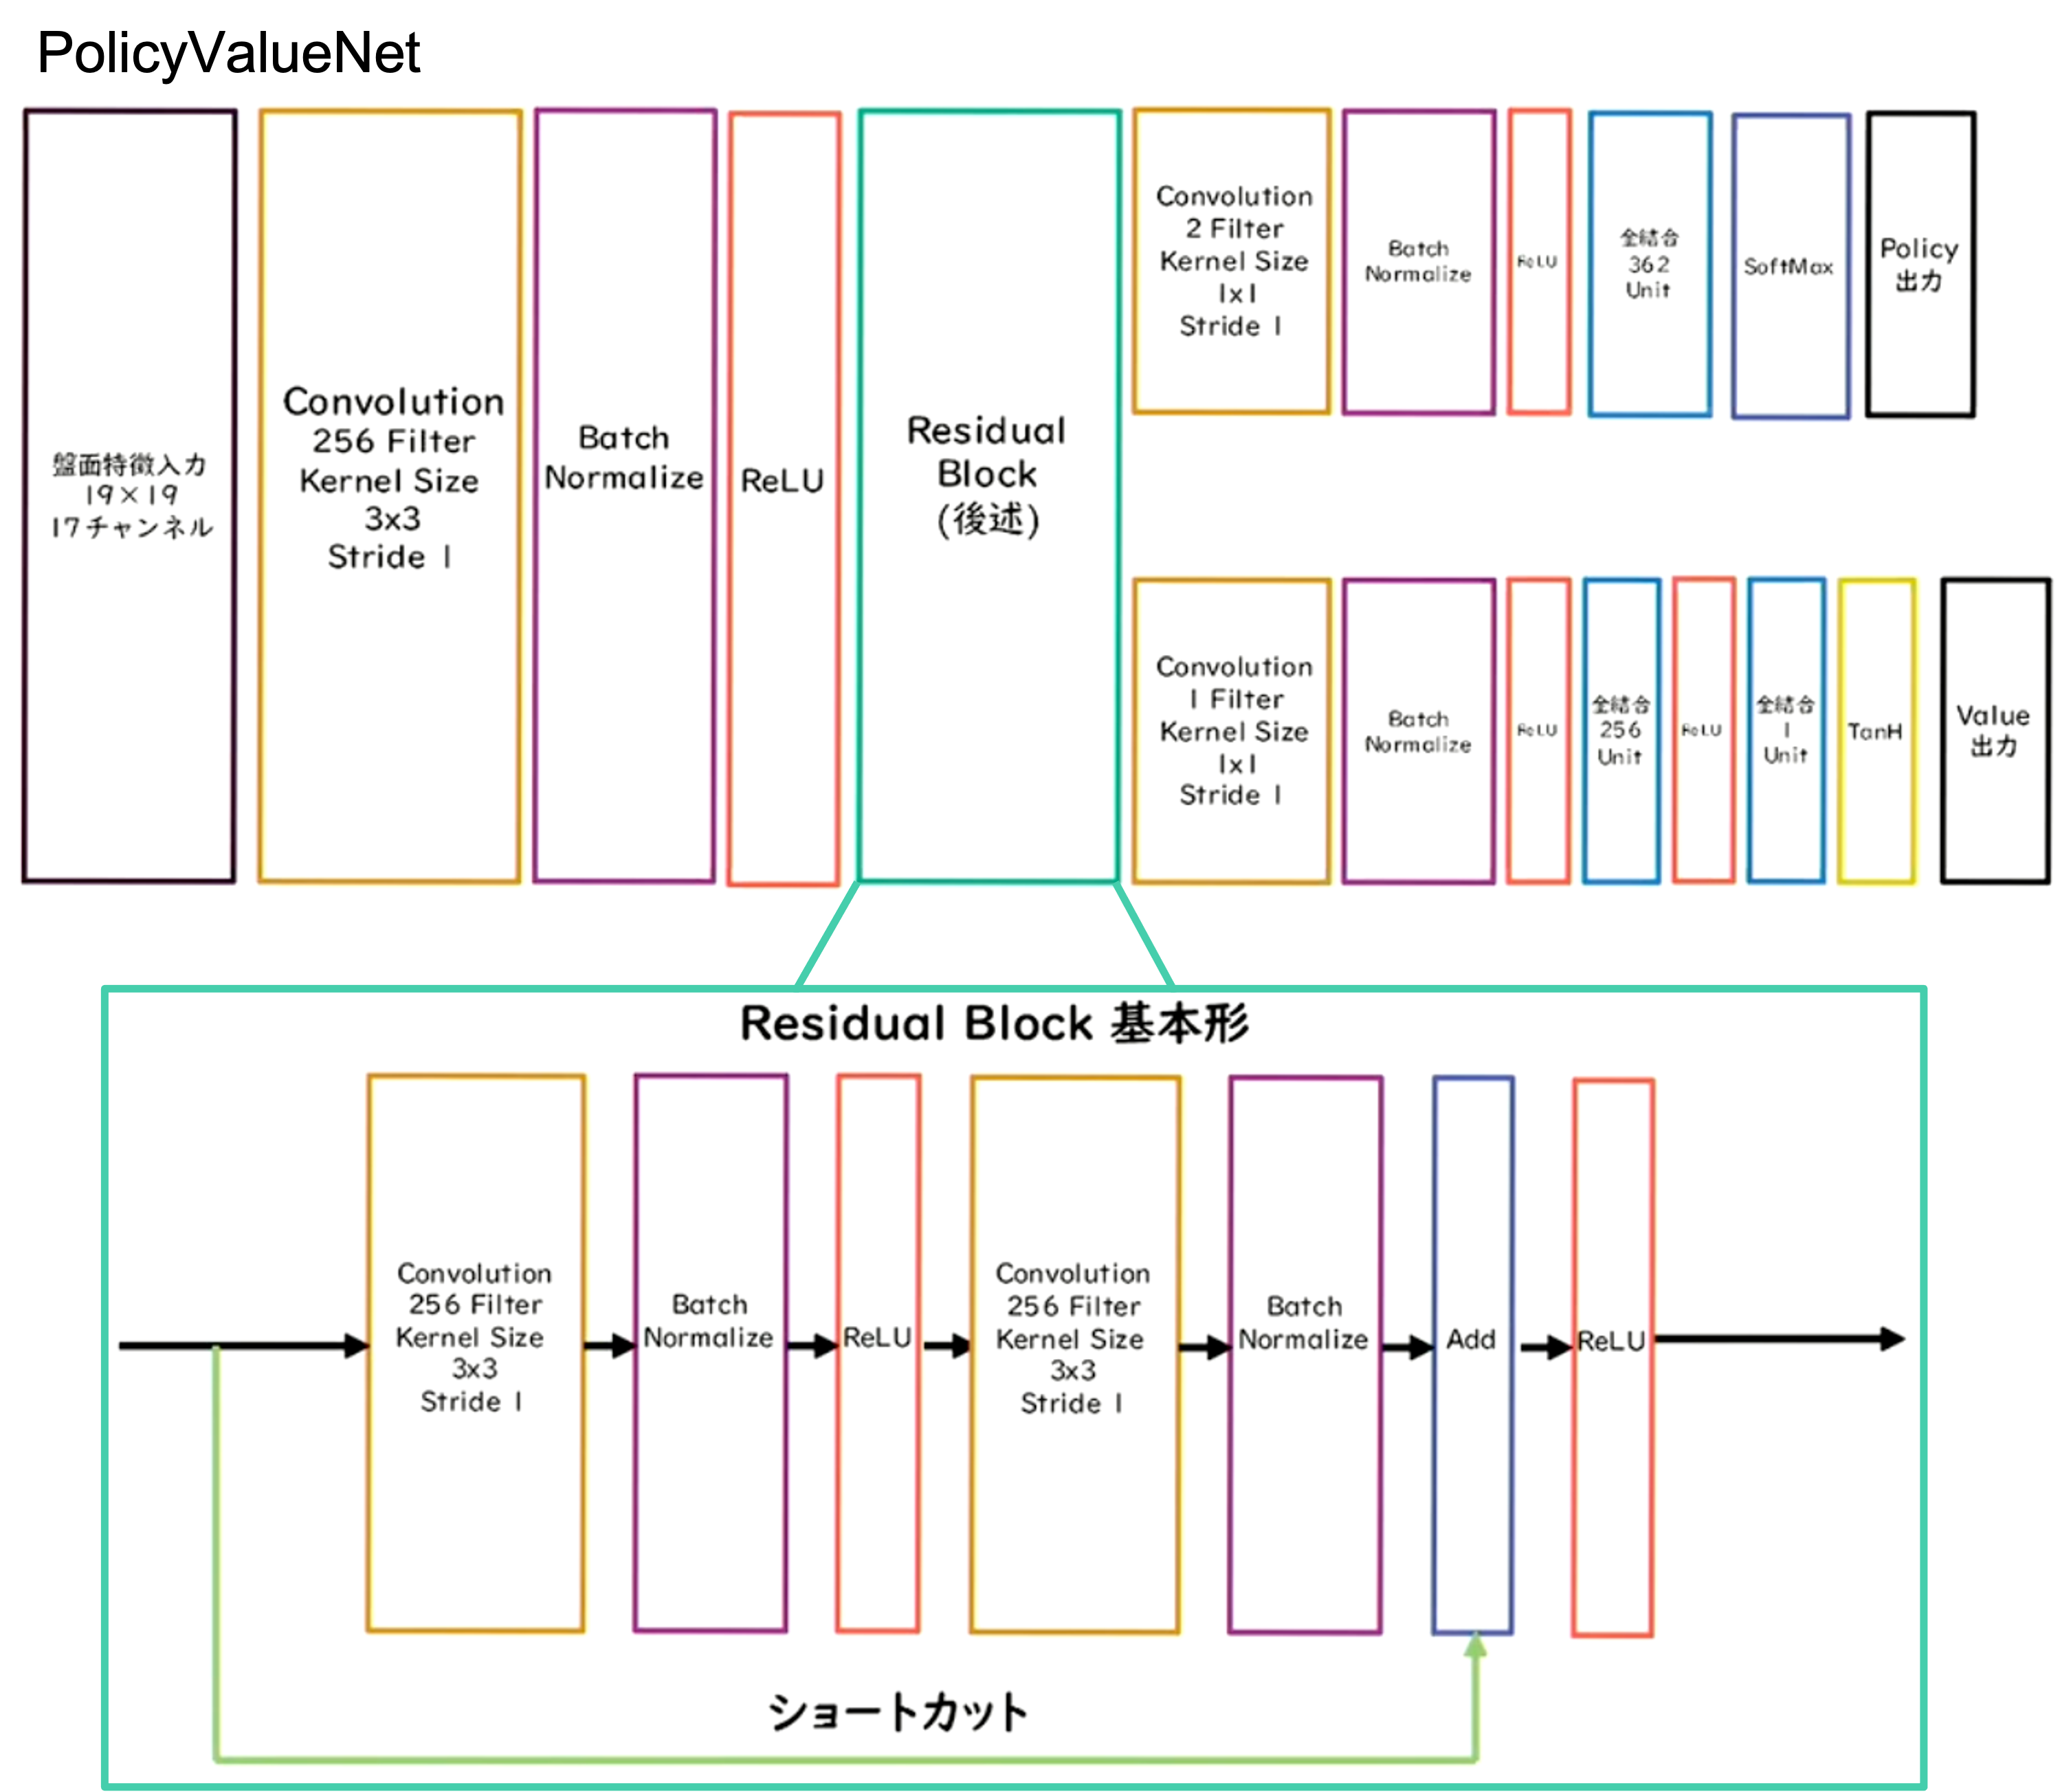 PolicyValueNet
盤面特徴入力
19×19
17チャンネル
Convolution
256 Filter
Kernel Size
3x3
Stride 1
Batch
Normalize
ReLU
Residual
Block
(後述)
Convolution
2 Filter
Kernel Size
1x1
Stride 1
Batch
Normalize
ReLU
全結合
362
Unit
SoftMax
Policy
出力
Convolution
1 Filter
Kernel Size
1x1
Stride 1
Batch
Normalize
ReLU
全結合
256
Unit
ReLU
全結合
1
Unit
TanH
Value
出力
Residual Block 基本形
Convolution
256 Filter
Kernel Size
3x3
Stride 1
Batch
Normalize
ReLU
Convolution
256 Filter
Kernel Size
3x3
Stride 1
Batch
Normalize
Add
ReLU
ショートカット